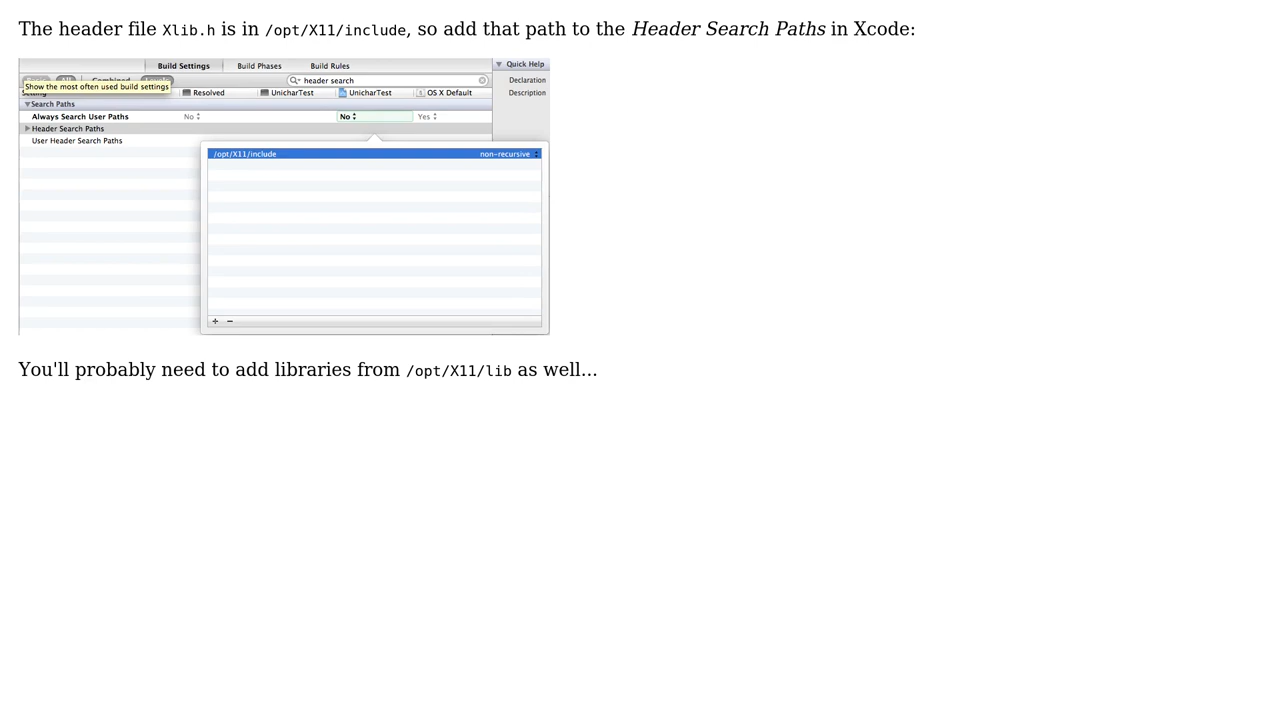 The header file Xlib.h is in /opt/X11/include, so add that path to the Header Search Paths in Xcode:
Build Settings Build Phases Build Rules Quick Help
Combined header search Declaration
Show the most often used build settings
Resolved UnicharTest UnicharTest OS X Default Description
Search Paths
Always Search User Paths No No Yes
Header Search Paths
User Header Search Paths
/opt/X11/include non-recursive
+ −
You'll probably need to add libraries from /opt/X11/lib as well...